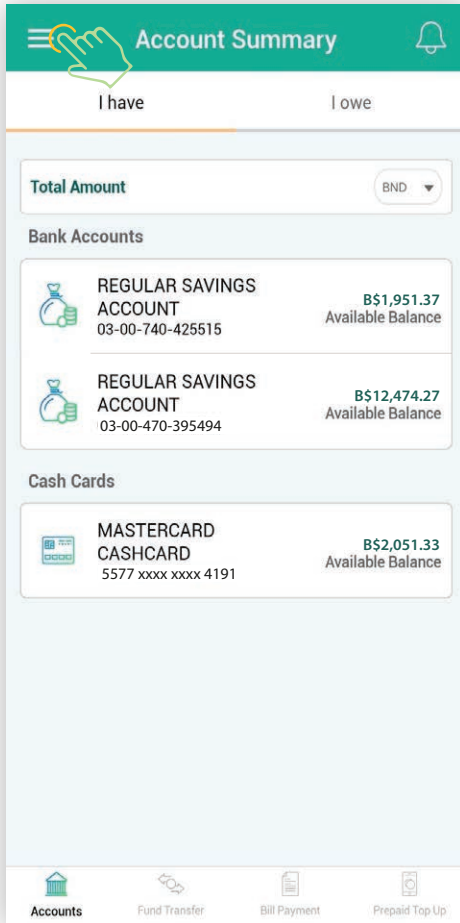 Account Summary
I have
I owe
Total Amount
BND
Bank Accounts
REGULAR SAVINGS
ACCOUNT
03-00-740-425515
B$1,951.37
Available Balance
REGULAR SAVINGS
ACCOUNT
03-00-470-395494
B$12,474.27
Available Balance
Cash Cards
MASTERCARD
CASHCARD
5577 xxxx xxxx 4191
B$2,051.33
Available Balance
Accounts
Fund Transfer
Bill Payment
Prepaid Top Up